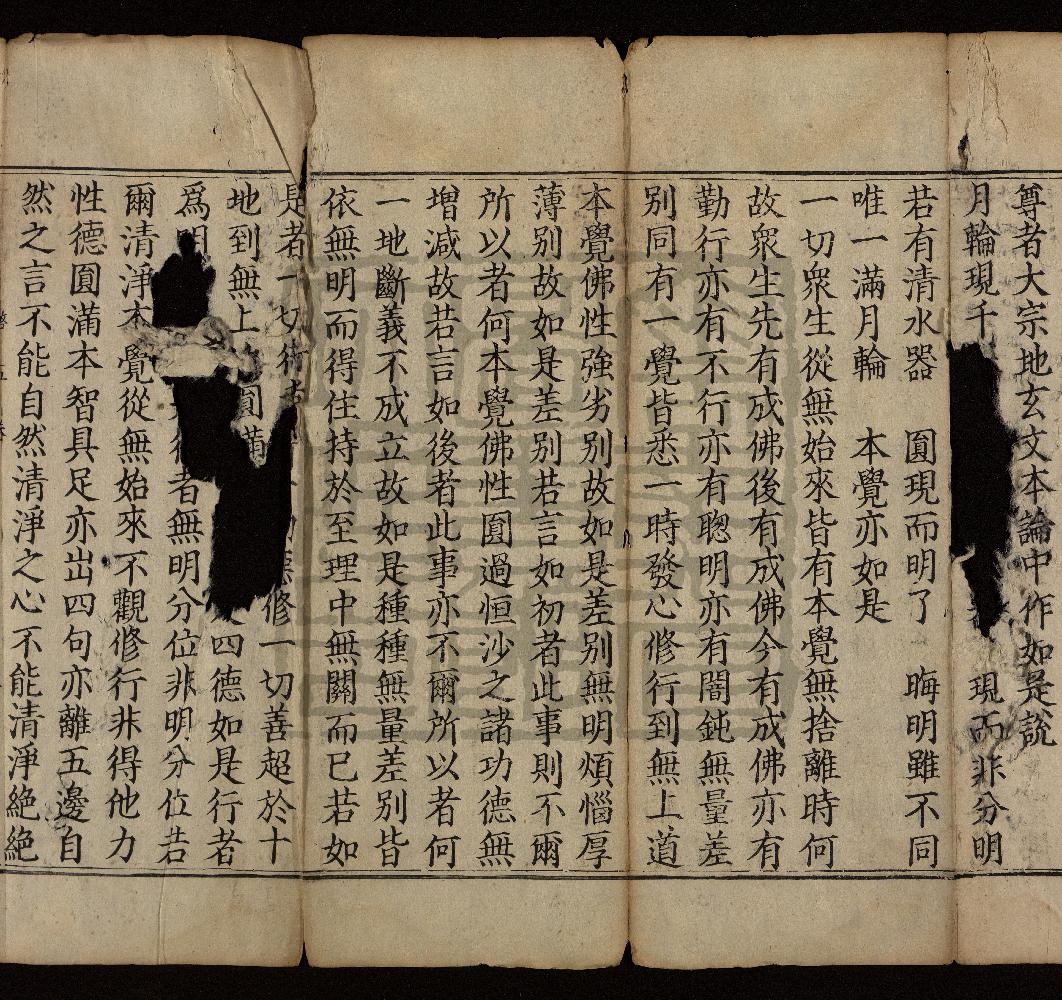 尊者大宗地玄文本論中作如是說
月輪現千 現而非分明
若有清水器 圓現而明了 晦明雖不同
唯一滿月輪 本覺亦如是
一切衆生從無始來皆有本覺無捨離時何
故衆生先有成佛後有成佛今有成佛亦有
勤行亦有不行亦有聰明亦有闇鈍無量差
別同有一覺皆悉一時發心修行到無上道
本覺佛性強劣別故如是差別無明煩惱厚
薄別故如是差別若言如初者此事則不爾
所以者何本覺佛性圓過恒沙之諸功德無
增減故若言如後者此事亦不爾所以者何
一地斷義不成立故如是種種無量差別皆
依無明而得住持於至理中無關而已若如
是者一切行者 修一切善超於十
地到無上 圓滿 四德如是行者
爲明 者無明分位非明分位若
爾清淨本覺從無始來不觀修行非得他力
性德圓滿本智具足亦出四句亦離五邊自
然之言不能自然清淨之心不能清淨絶絶